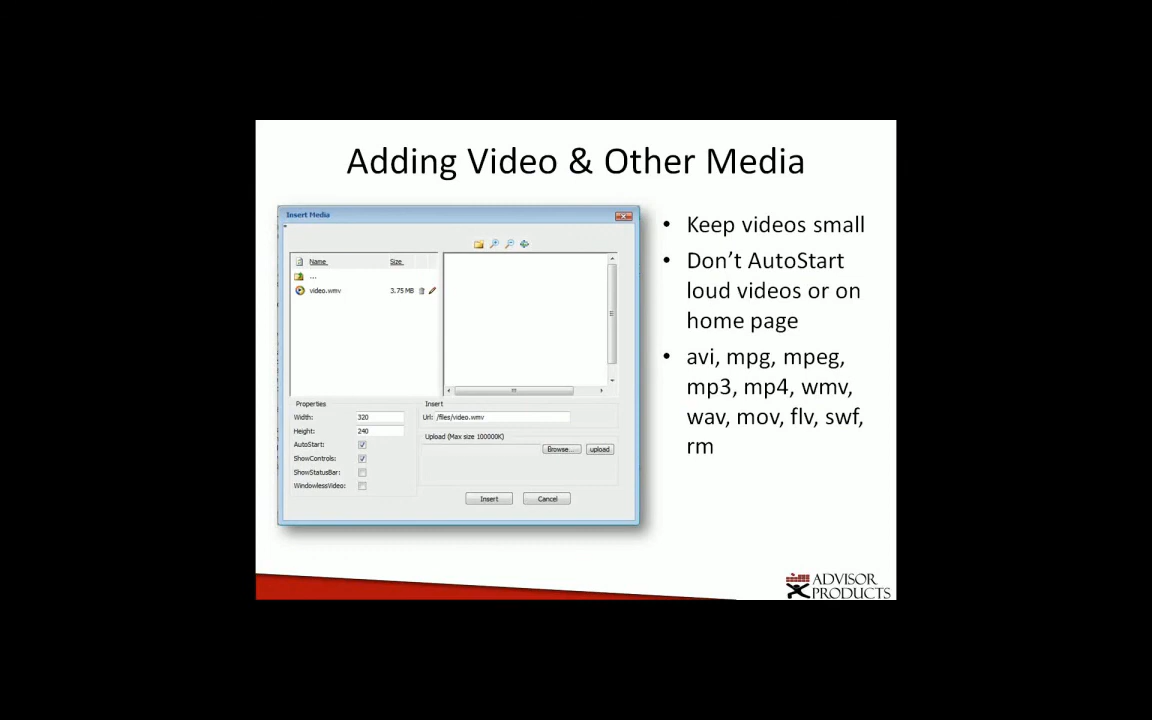 Adding Video & Other Media
Insert Media
Name
Size
...
video.wmv
3.75 MB
Properties
Width:
320
Height:
240
AutoStart:
ShowControls:
ShowStatusBar:
WindowlessVideo:
Insert
Url: /files/video.wmv
Upload (Max size 100000K)
Browse...
upload
Insert
Cancel
• Keep videos small
• Don’t AutoStart
loud videos or on
home page
• avi, mpg, mpeg,
mp3, mp4, wmv,
wav, mov, flv, swf,
rm
ADVISOR
PRODUCTS